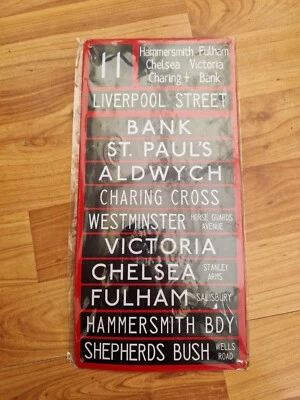 11
Hammersmith Fulham
Chelsea Victoria
Charing + Bank
LIVERPOOL STREET
BANK
ST. PAUL'S
ALDWYCH
CHARING CROSS
WESTMINSTER HORSE GUARDS AVENUE
VICTORIA
CHELSEA STANLEY ARMS
FULHAM SALISBURY
HAMMERSMITH BDY
SHEPHERDS BUSH WELLS ROAD